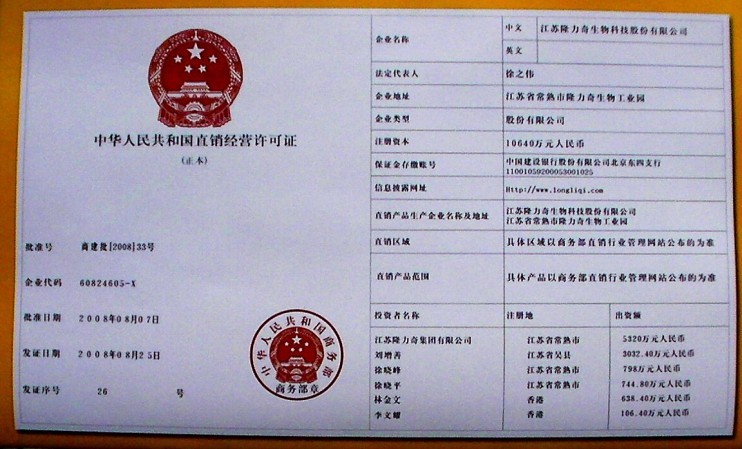 中华人民共和国直销经营许可证
(正本)
批准号 商建批[2008]33号
企业代码 60824605-X
批准日期 2008年08月07日
发证日期 2008年08月25日
发证序号 26 号
中华人民共和国商务部
商务部章
企业名称
中文 江苏隆力奇生物科技股份有限公司
英文
法定代表人 徐之伟
企业地址 江苏省常熟市隆力奇生物工业园
企业类型 股份有限公司
注册资本 10640万元人民币
保证金存缴账号 中国建设银行股份有限公司北京东四支行
11001059200053001025
信息披露网址 Http://www.longliqi.com
直销产品生产企业名称及地址 江苏隆力奇生物科技股份有限公司
江苏省常熟市隆力奇生物工业园
直销区域 具体区域以商务部直销行业管理网站公布的为准
直销产品范围 具体产品以商务部直销行业管理网站公布的为准
投资者名称 注册地 出资额
江苏隆力奇集团有限公司 江苏省常熟市 5320万元人民币
刘增善 江苏省吴县 3032.40万元人民币
徐晓峰 江苏省常熟市 798万元人民币
徐晓平 江苏省常熟市 744.80万元人民币
林金文 香港 638.40万元人民币
李文耀 香港 106.40万元人民币